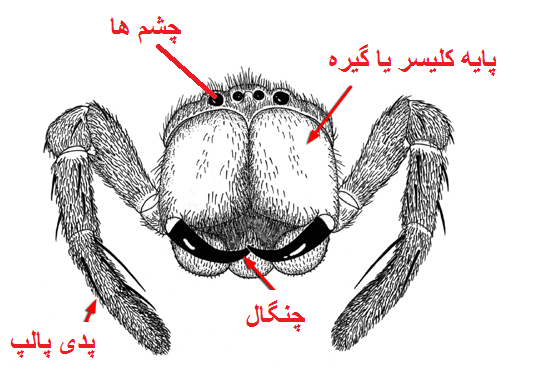 چشم ها
پایه کلیسر یا گیره
چنگال
پدی پالپ